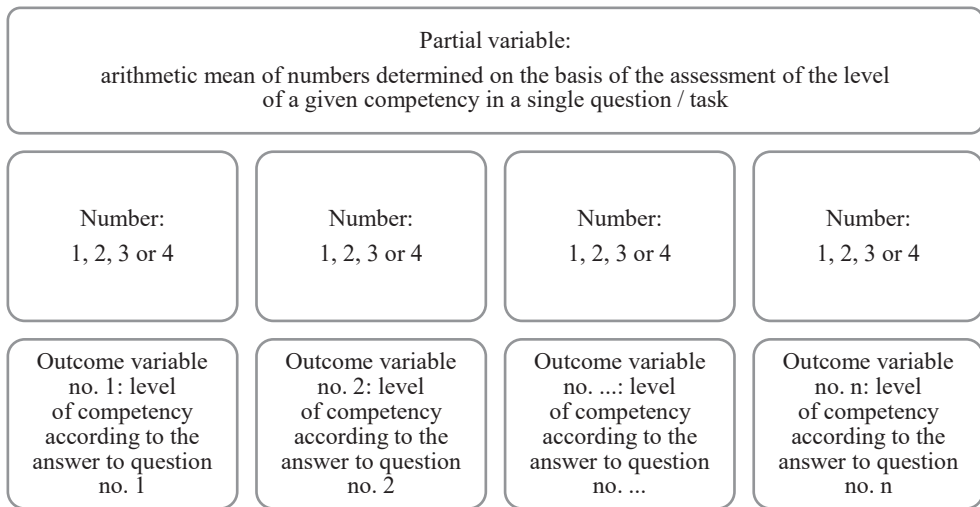 Partial variable:
arithmetic mean of numbers determined on the basis of the assessment of the level
of a given competency in a single question / task
Number:
1, 2, 3 or 4
Number:
1, 2, 3 or 4
Number:
1, 2, 3 or 4
Number:
1, 2, 3 or 4
Outcome variable
no. 1: level
of competency
according to the
answer to question
no. 1
Outcome variable
no. 2: level
of competency
according to the
answer to question
no. 2
Outcome variable
no. ...: level
of competency
according to the
answer to question
no. ...
Outcome variable
no. n: level
of competency
according to the
answer to question
no. n